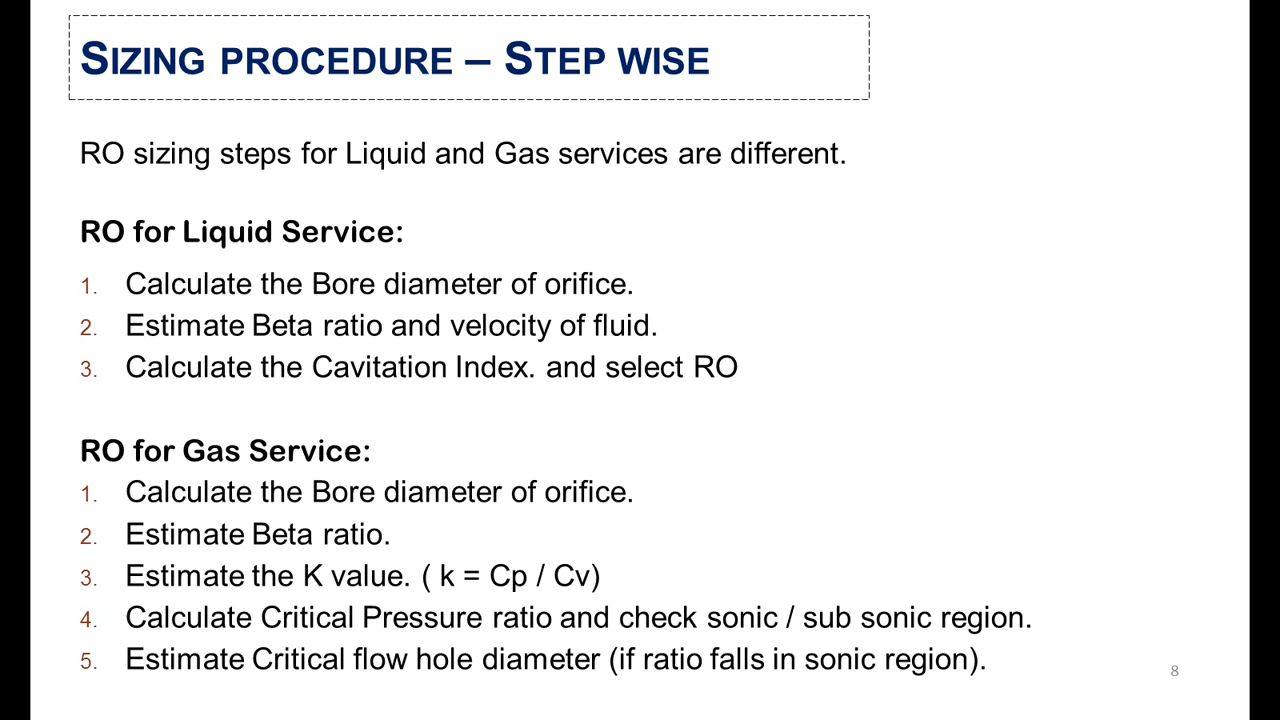 SIZING PROCEDURE – STEP WISE
RO sizing steps for Liquid and Gas services are different.
RO for Liquid Service:
1. Calculate the Bore diameter of orifice.
2. Estimate Beta ratio and velocity of fluid.
3. Calculate the Cavitation Index. and select RO
RO for Gas Service:
1. Calculate the Bore diameter of orifice.
2. Estimate Beta ratio.
3. Estimate the K value. ( k = Cp / Cv)
4. Calculate Critical Pressure ratio and check sonic / sub sonic region.
5. Estimate Critical flow hole diameter (if ratio falls in sonic region).
8